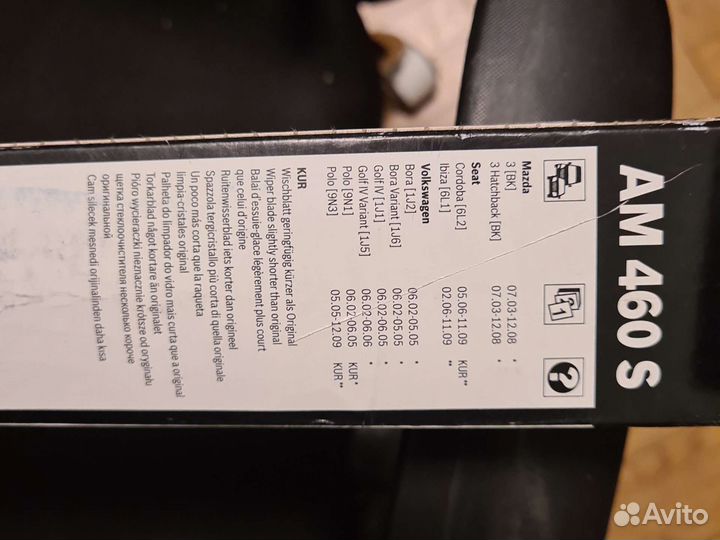 AM 460 S
Mazda
3 [BK] 07.03-12.08 *
3 Hatchback [BK] 07.03-12.08 *
Seat
Cordoba [6L2] 05.06-11.09 KUR**
Ibiza [6L1] 02.06-11.09 **
Volkswagen
Bora [1J2] 06.02-05.05 *
Bora Variant [1J6] 06.02-05.05 *
Golf IV [1J1] 06.02-05.05 *
Golf IV Variant [1J5] 06.02-06.06 *
Polo [9N1] 06.02-06.05 KUR*
Polo [9N3] 05.05-12.09 KUR**
KUR
Wischblatt geringfügig kürzer als Original
Wiper blade slightly shorter than original
Balai d'essuie-glace légèrement plus court
que celui d'origine
Ruitenwisserblad iets korter dan origineel
Spazzola tergicristallo più corta di quella originale
Un poco más corta que la raqueta
limpia-cristales original
Palheta do limpador do vidro mais curta que a original
Torkarblad något kortare än originalet
Pióro wycieraczki nieznacznie krótsze od oryginału
щетка стеклоочистителя несколько короче
оригинальной
Cam silecek mesnedi orijinalinden daha kısa
Avito